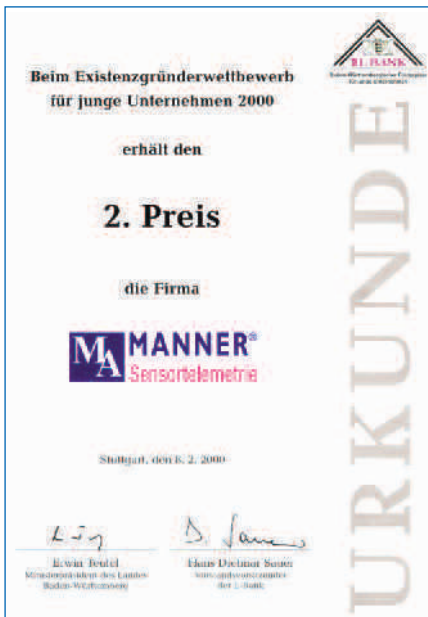 Beim Existenzgründerwettbewerb
für junge Unternehmen 2000
erhält den
2. Preis
die Firma
MA MANNER®
Sensortelemetrie
Stuttgart, den 8. 2. 2000
Erwin Teufel
Ministerpräsident des Landes
Baden-Württemberg
Hans Dietmar Sauer
Vorstandsvorsitzender
der L-Bank
URKUNDE